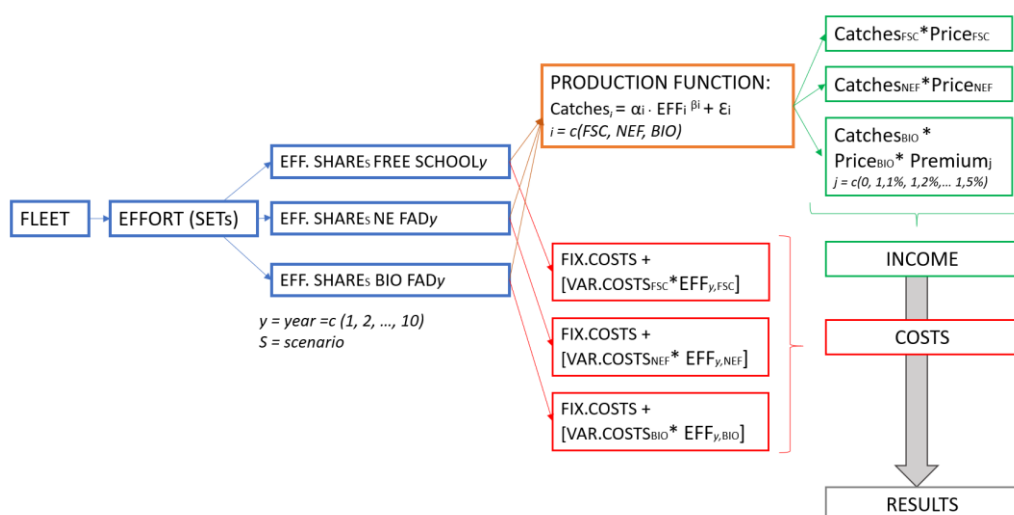 FLEET
EFFORT (SETs)
EFF. SHAREs FREE SCHOOLy
EFF. SHAREs NE FADy
EFF. SHAREs BIO FADy
y = year =c (1, 2, …, 10)
S = scenario
PRODUCTION FUNCTION:
Catchesi = αi · EFFi βi + Ɛi
i = c(FSC, NEF, BIO)
FIX.COSTS +
[VAR.COSTSFSC*EFFy,FSC]
FIX.COSTS +
[VAR.COSTSNEF* EFFy,NEF]
FIX.COSTS +
[VAR.COSTSBIO* EFFy,BIO]
CatchesFSC*PriceFSC
CatchesNEF*PriceNEF
CatchesBIO *
PriceBIO* Premiumj
j = c(0, 1,1%, 1,2%,… 1,5%)
INCOME
COSTS
RESULTS